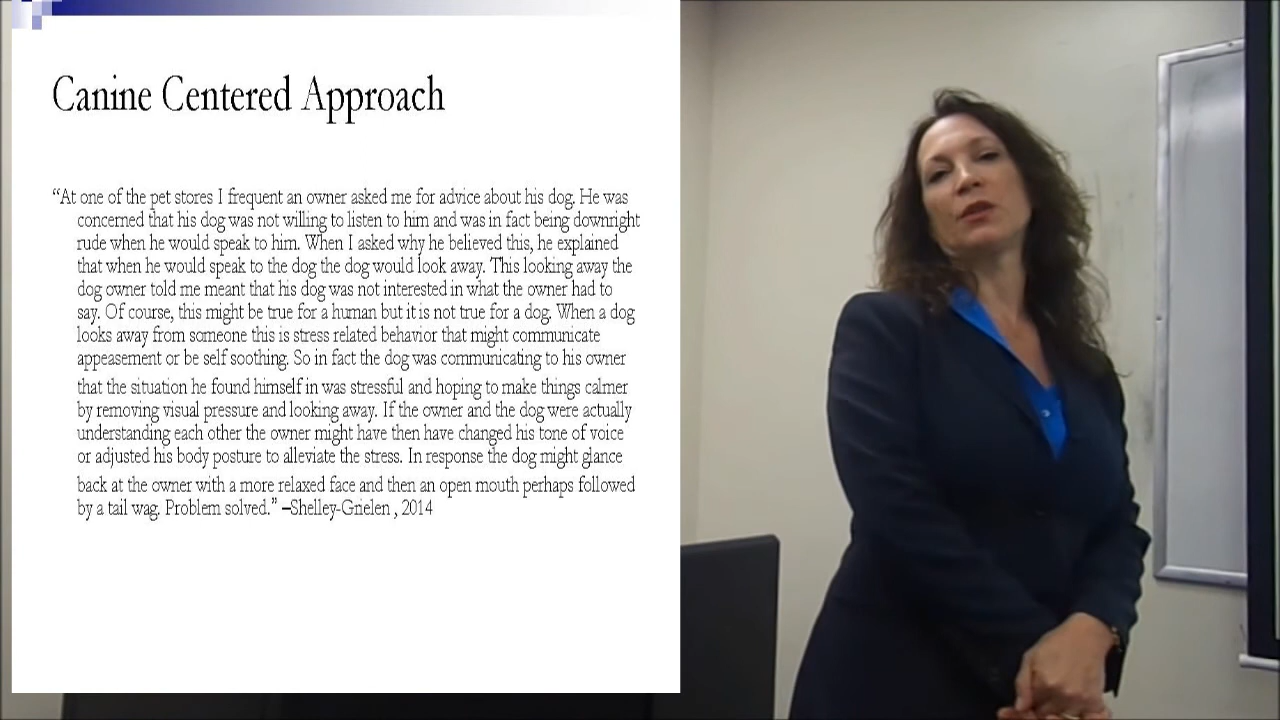 Canine Centered Approach
“At one of the pet stores I frequent an owner asked me for advice about his dog. He was
concerned that his dog was not willing to listen to him and was in fact being downright
rude when he would speak to him. When I asked why he believed this, he explained
that when he would speak to the dog the dog would look away. This looking away the
dog owner told me meant that his dog was not interested in what the owner had to
say. Of course, this might be true for a human but it is not true for a dog. When a dog
looks away from someone this is stress related behavior that might communicate
appeasement or be self soothing. So in fact the dog was communicating to his owner
that the situation he found himself in was stressful and hoping to make things calmer
by removing visual pressure and looking away. If the owner and the dog were actually
understanding each other the owner might have then have changed his tone of voice
or adjusted his body posture to alleviate the stress. In response the dog might glance
back at the owner with a more relaxed face and then an open mouth perhaps followed
by a tail wag. Problem solved.” –Shelley-Grielen , 2014